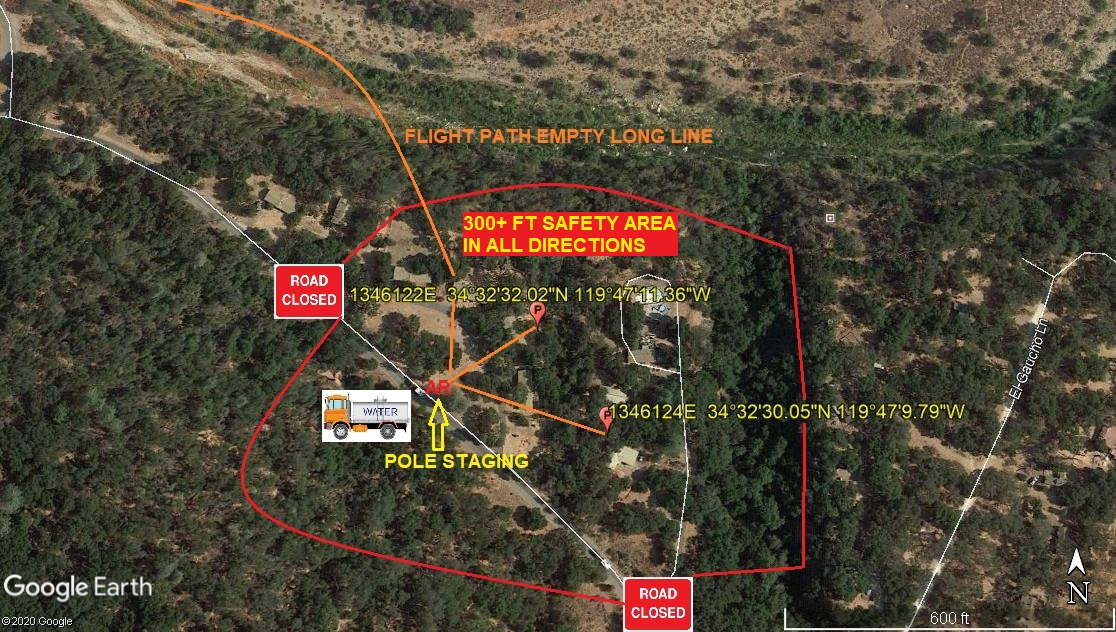 FLIGHT PATH EMPTY LONG LINE
300+ FT SAFETY AREA
IN ALL DIRECTIONS
ROAD
CLOSED
1346122E 34°32'32.02"N 119°47'11.36"W
P
AR
WATER
1346124E 34°32'30.05"N 119°47'9.79"W
P
POLE STAGING
El Gaucho Ln
ROAD
CLOSED
Google Earth
©2020 Google
N
600 ft